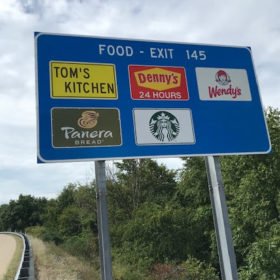 FOOD - EXIT 145
TOM'S
KITCHEN
Denny's
24 HOURS
Wendy's
Panera
BREAD